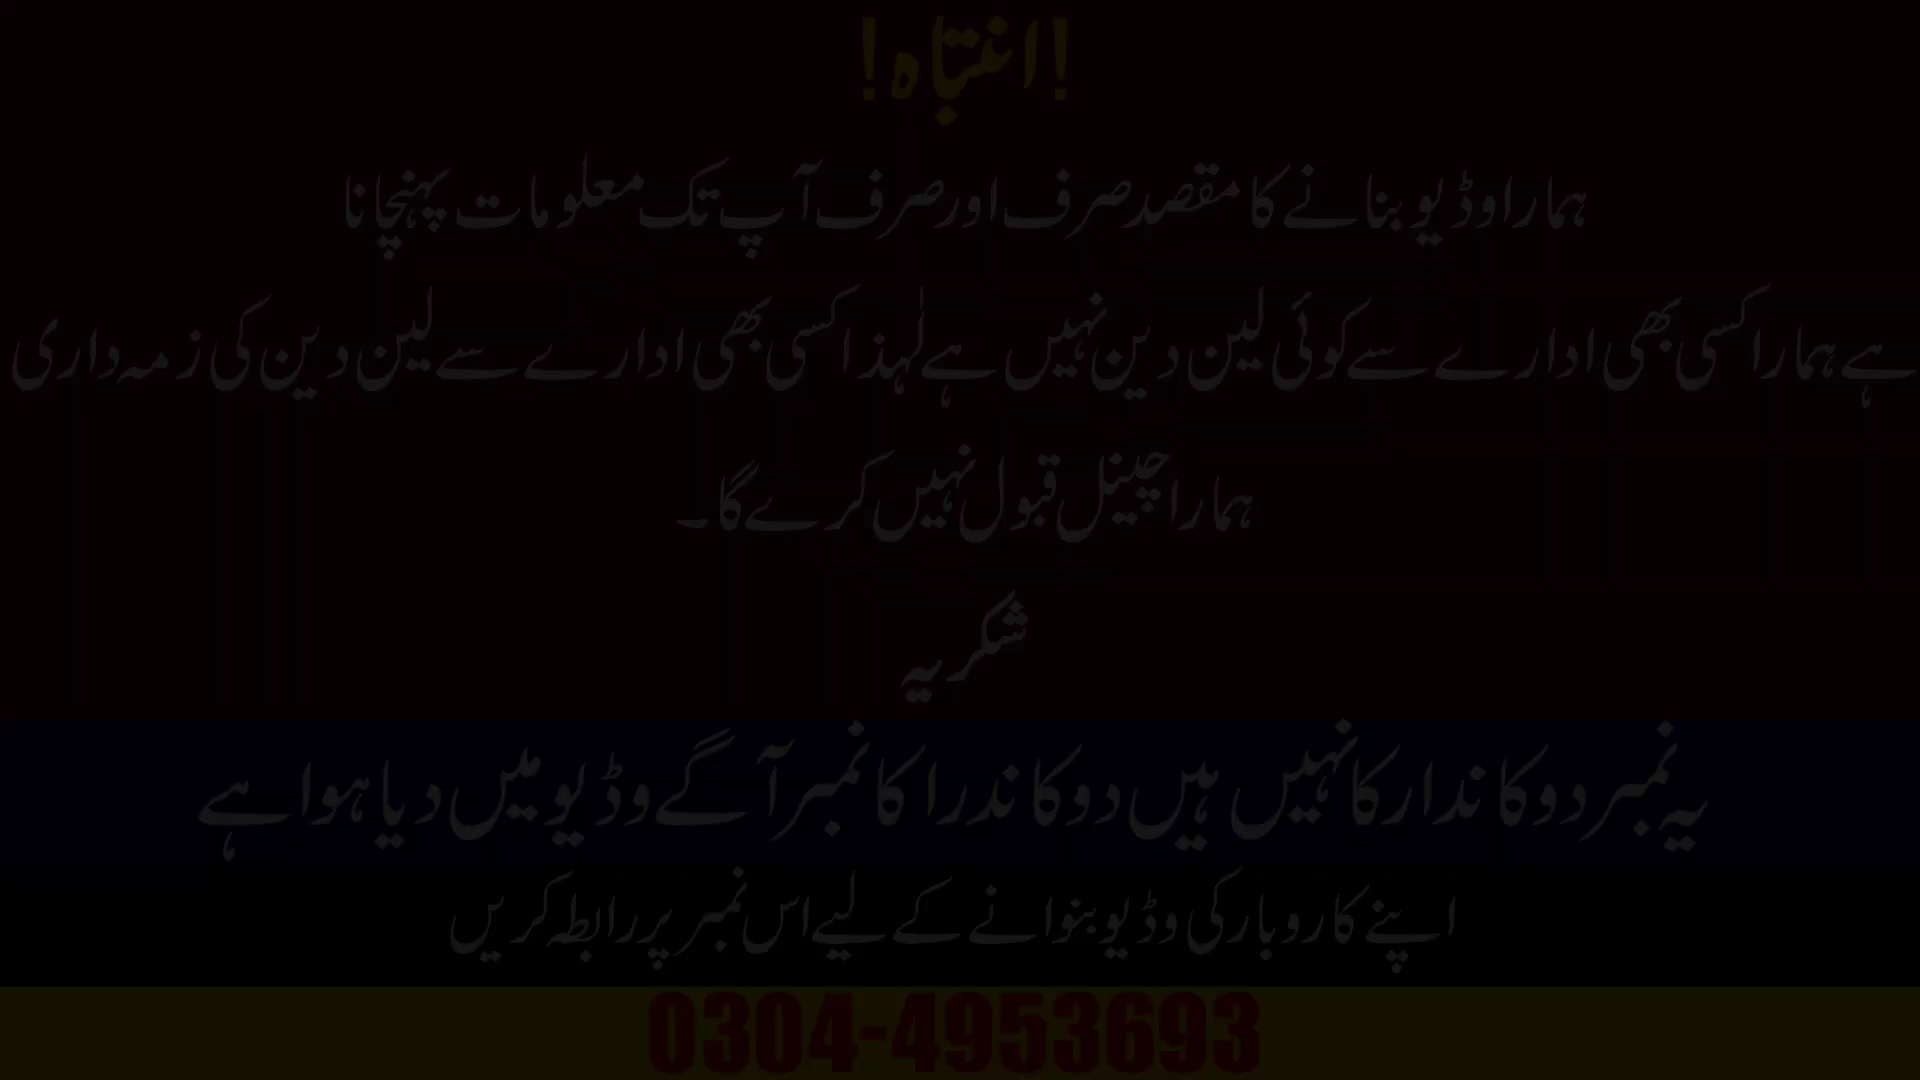 !انتباہ!
ہمارا وڈیو بنانے کا مقصد صرف اور صرف آپ تک معلومات پہنچانا
ہے ہمارا کسی بھی ادارے سے کوئی لین دین نہیں ہے لہٰذا کسی بھی ادارے سے لین دین کی زمہ داری
ہمارا چینل قبول نہیں کرے گا۔
شکریہ
یہ نمبر دوکاندار کا نہیں ہیں دوکاندرا کا نمبر آگے وڈیو میں دیا ہوا ہے
اپنے کاروبار کی وڈیو بنوانے کے لیے اس نمبر پر رابطہ کریں
0304-4953693